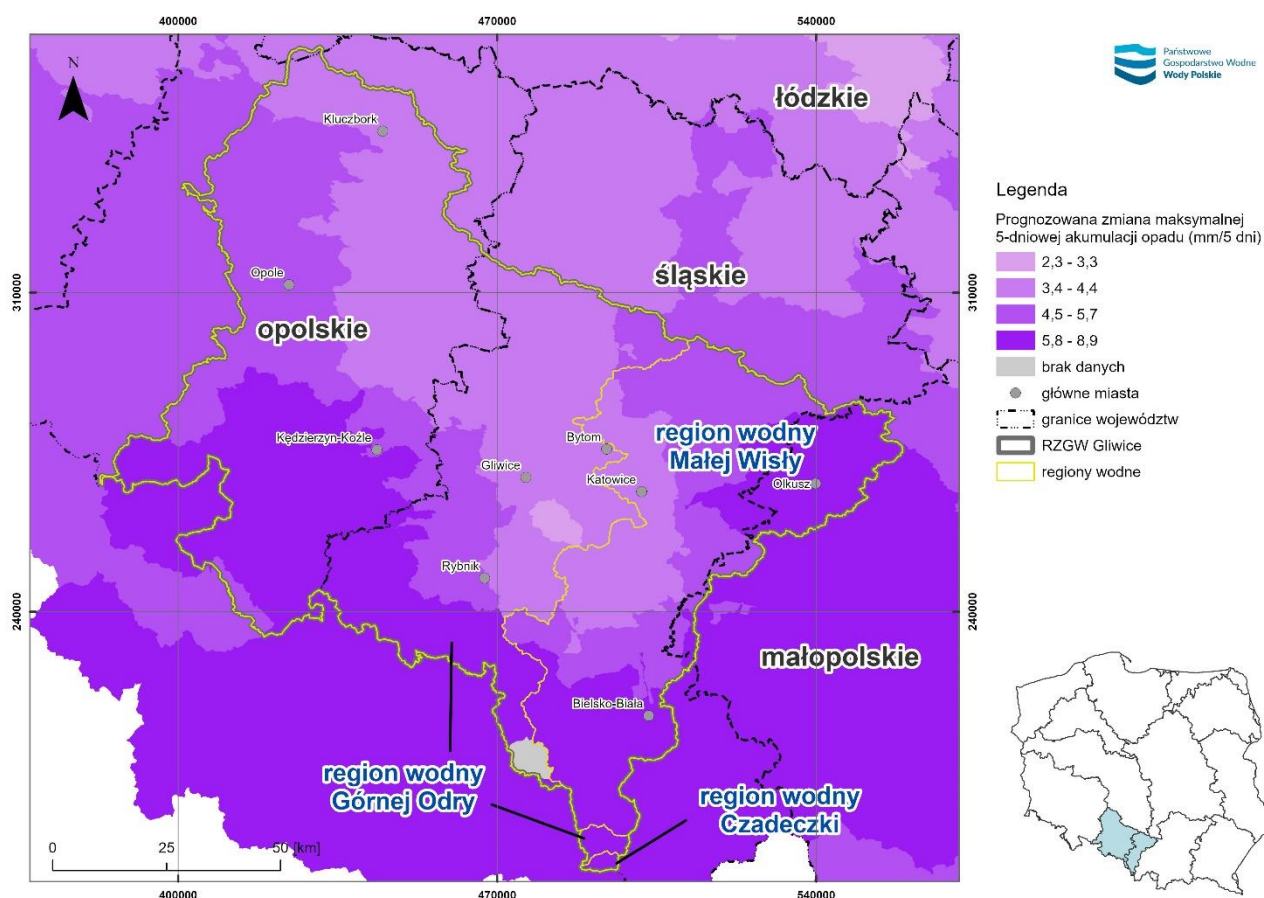 400000
470000
540000
N
łódzkie
Kluczbork
śląskie
Opole
310000
310000
opolskie
Kędzierzyn-Koźle
Bytom
region wodny
Małej Wisły
Gliwice
Katowice
Olkusz
Rybnik
240000
240000
małopolskie
Bielsko-Biała
region wodny
Górnej Odry
region wodny
Czadeczki
0
25
50 [km]
400000
470000
540000
Państwowe
Gospodarstwo Wodne
Wody Polskie
Legenda
Prognozowana zmiana maksymalnej
5-dniowej akumulacji opadu (mm/5 dni)
2,3 - 3,3
3,4 - 4,4
4,5 - 5,7
5,8 - 8,9
brak danych
główne miasta
granice województw
RZGW Gliwice
regiony wodne